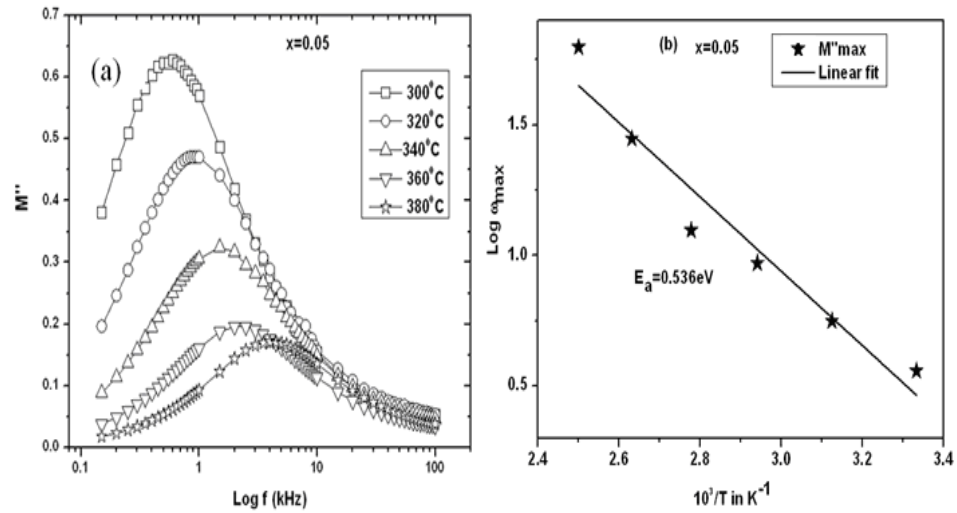 (a)
x=0.05
300°C
320°C
340°C
360°C
380°C
M''
0.7
0.6
0.5
0.4
0.3
0.2
0.1
0.0
0.1
1
10
100
Log f (kHz)
(b)
x=0.05
M''max
Linear fit
Eₐ=0.536eV
Log ωmax
1.5
1.0
0.5
2.4
2.6
2.8
3.0
3.2
3.4
10³/T in K⁻¹